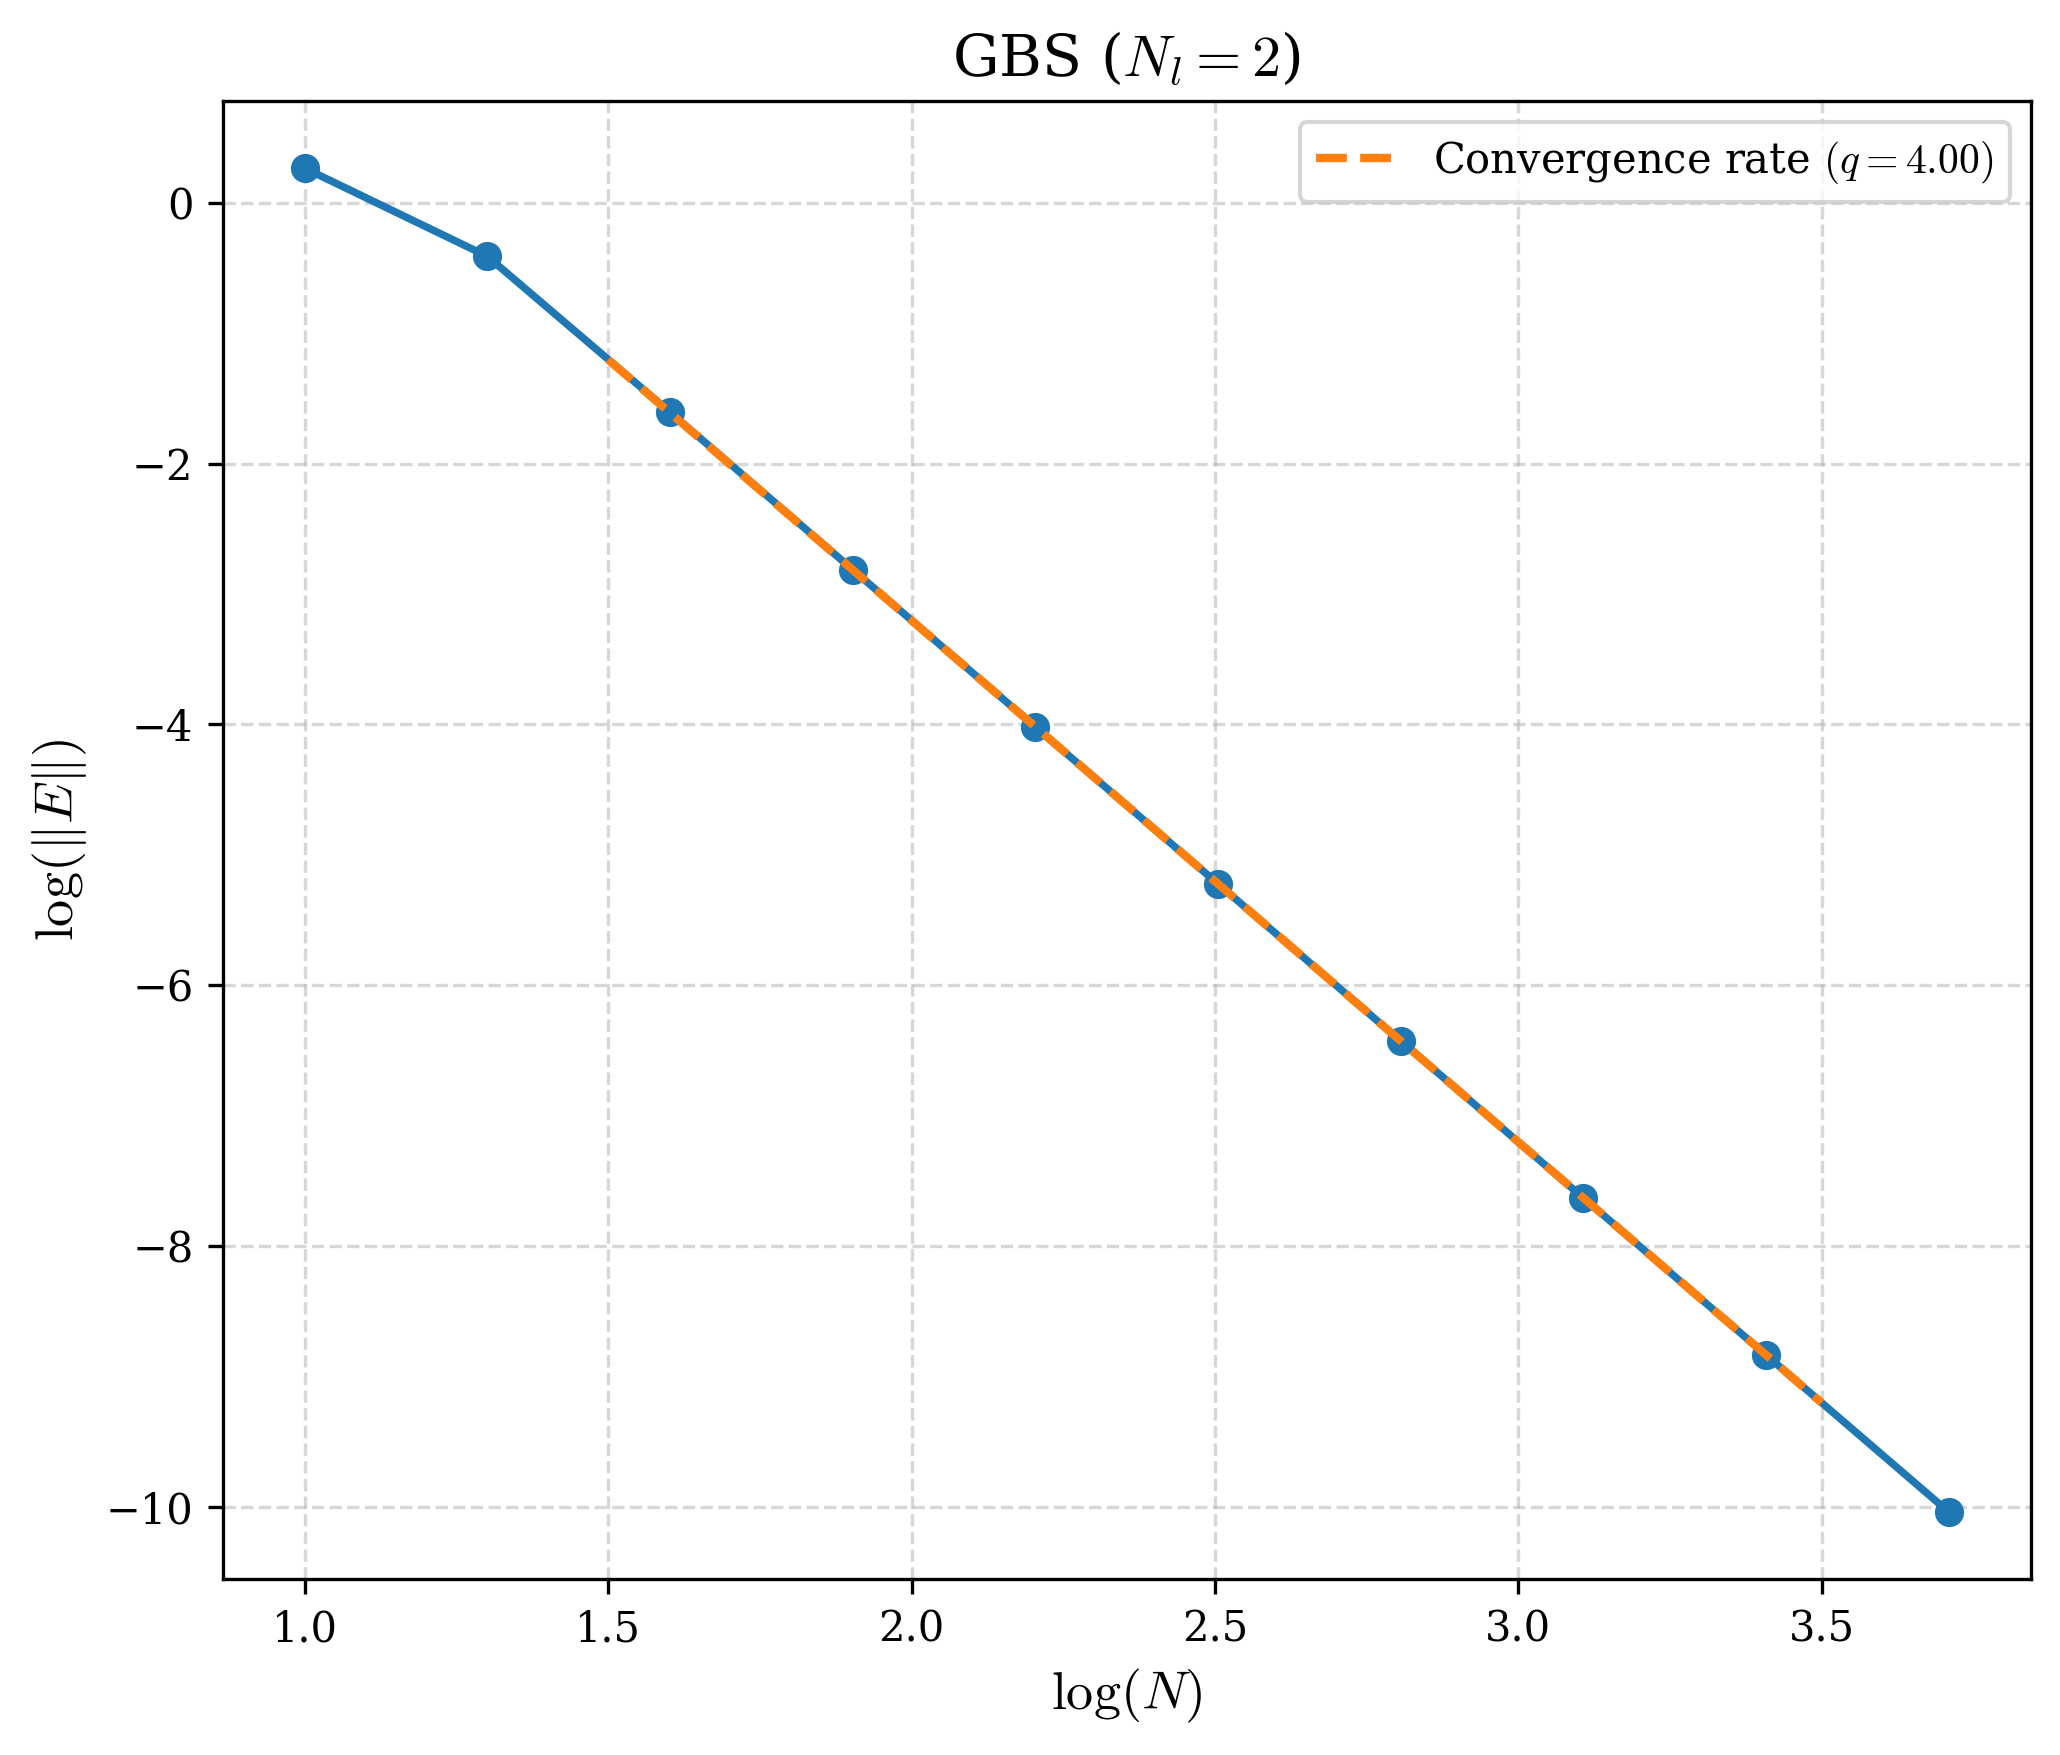 GBS ($N_l = 2$)
Convergence rate $(q = 4.00)$
0
−2
−4
−6
−8
−10
log(||E||)
1.0 1.5 2.0 2.5 3.0 3.5
log(N)